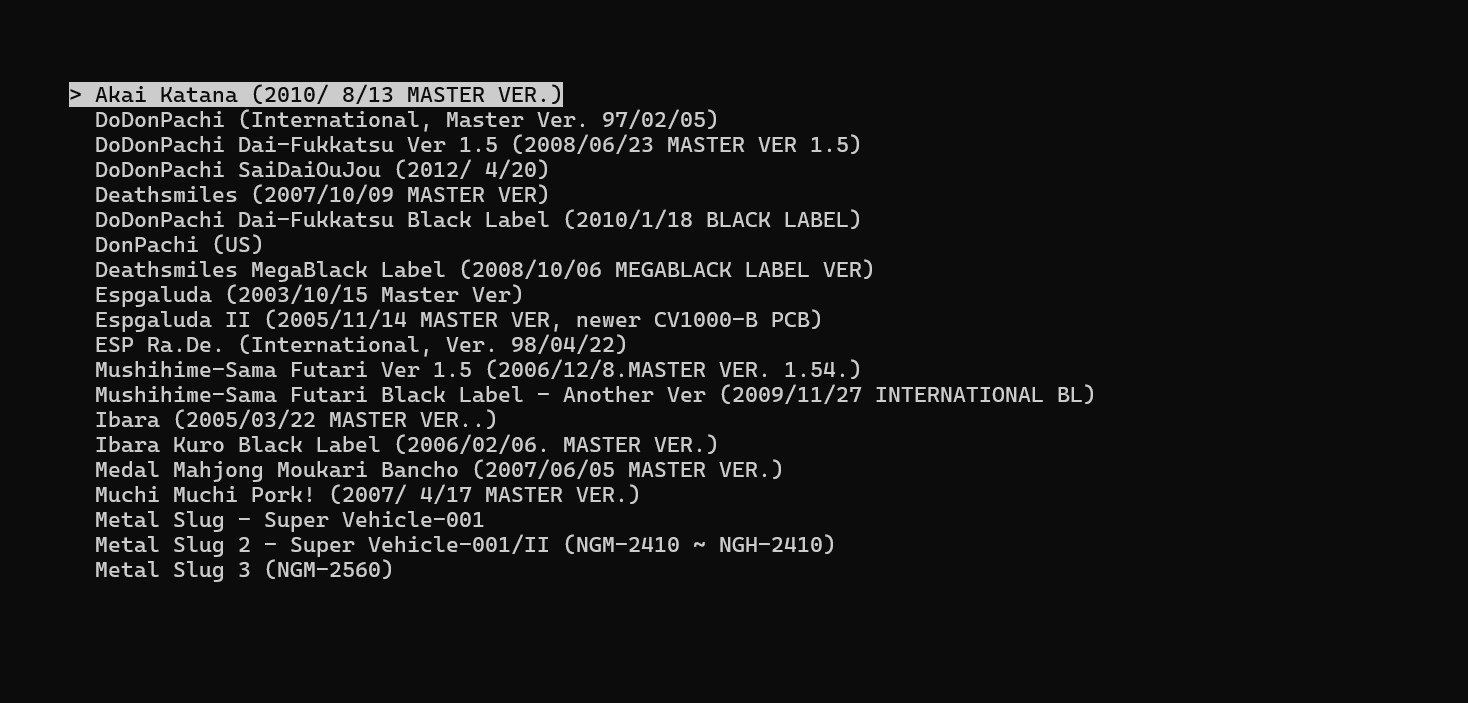 > Akai Katana (2010/ 8/13 MASTER VER.)
DoDonPachi (International, Master Ver. 97/02/05)
DoDonPachi Dai-Fukkatsu Ver 1.5 (2008/06/23 MASTER VER 1.5)
DoDonPachi SaiDaiOuJou (2012/ 4/20)
Deathsmiles (2007/10/09 MASTER VER)
DoDonPachi Dai-Fukkatsu Black Label (2010/1/18 BLACK LABEL)
DonPachi (US)
Deathsmiles MegaBlack Label (2008/10/06 MEGABLACK LABEL VER)
Espgaluda (2003/10/15 Master Ver)
Espgaluda II (2005/11/14 MASTER VER, newer CV1000-B PCB)
ESP Ra.De. (International, Ver. 98/04/22)
Mushihime-Sama Futari Ver 1.5 (2006/12/8.MASTER VER. 1.54.)
Mushihime-Sama Futari Black Label - Another Ver (2009/11/27 INTERNATIONAL BL)
Ibara (2005/03/22 MASTER VER..)
Ibara Kuro Black Label (2006/02/06. MASTER VER.)
Medal Mahjong Moukari Bancho (2007/06/05 MASTER VER.)
Muchi Muchi Pork! (2007/ 4/17 MASTER VER.)
Metal Slug - Super Vehicle-001
Metal Slug 2 - Super Vehicle-001/II (NGM-2410 ~ NGH-2410)
Metal Slug 3 (NGM-2560)